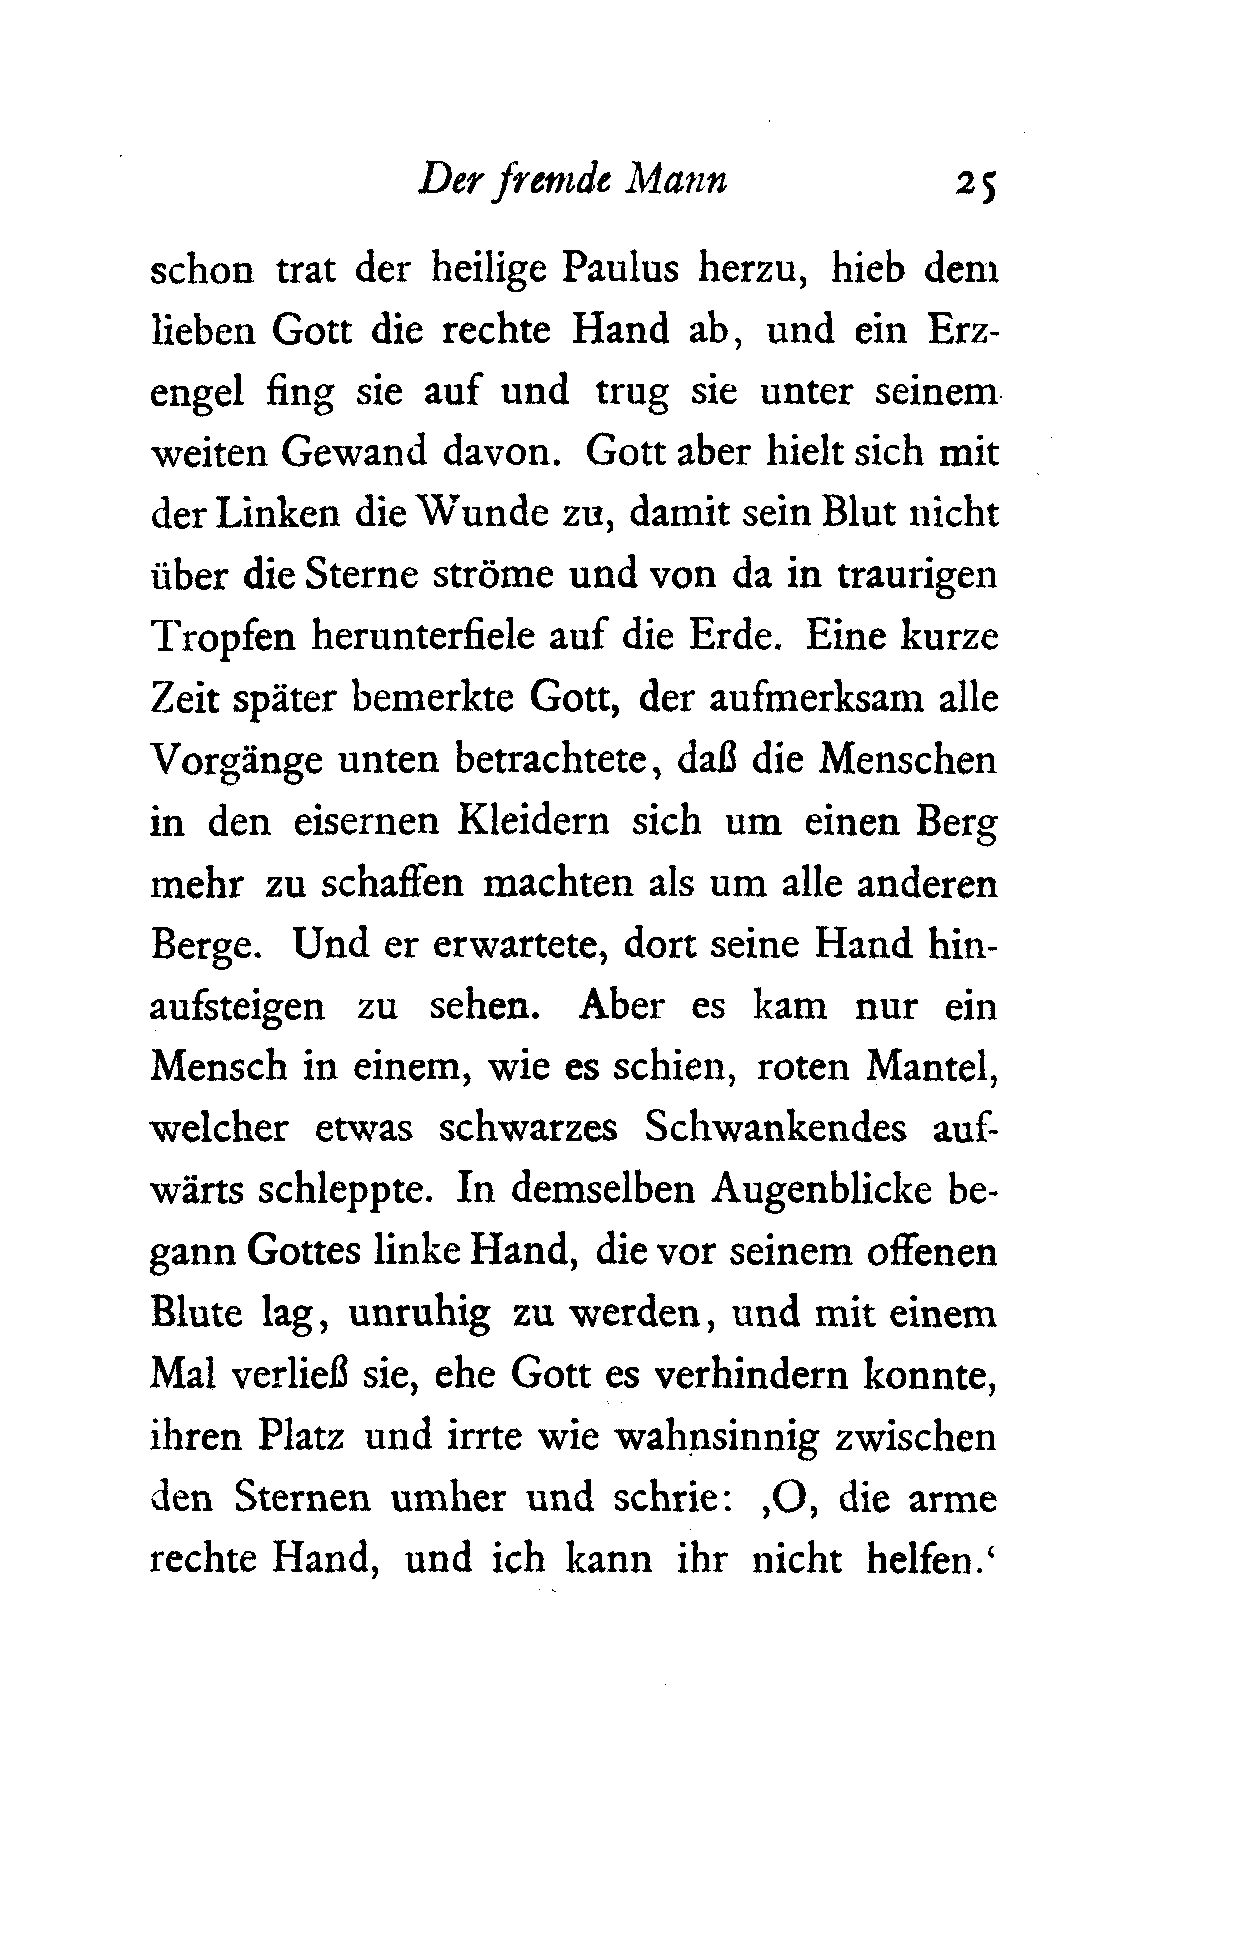 Der fremde Mann 25
schon trat der heilige Paulus herzu, hieb dem
lieben Gott die rechte Hand ab, und ein Erz-
engel fing sie auf und trug sie unter seinem
weiten Gewand davon. Gott aber hielt sich mit
der Linken die Wunde zu, damit sein Blut nicht
über die Sterne ströme und von da in traurigen
Tropfen herunterfiele auf die Erde. Eine kurze
Zeit später bemerkte Gott, der aufmerksam alle
Vorgänge unten betrachtete, daß die Menschen
in den eisernen Kleidern sich um einen Berg
mehr zu schaffen machten als um alle anderen
Berge. Und er erwartete, dort seine Hand hin-
aufsteigen zu sehen. Aber es kam nur ein
Mensch in einem, wie es schien, roten Mantel,
welcher etwas schwarzes Schwankendes auf-
wärts schleppte. In demselben Augenblicke be-
gann Gottes linke Hand, die vor seinem offenen
Blute lag, unruhig zu werden, und mit einem
Mal verließ sie, ehe Gott es verhindern konnte,
ihren Platz und irrte wie wahnsinnig zwischen
den Sternen umher und schrie: ‚O, die arme
rechte Hand, und ich kann ihr nicht helfen.‘